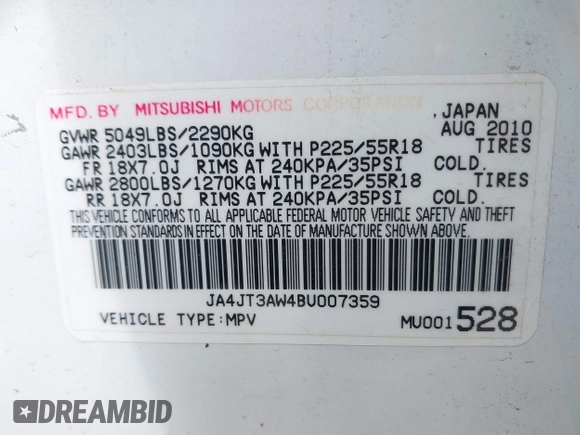 MFD. BY MITSUBISHI MOTORS CORPORATION , JAPAN
GVWR 5049LBS/2290KG AUG 2010
GAWR 2403LBS/1090KG WITH P225/55R18 TIRES
FR 18X7.0J RIMS AT 240KPA/35PSI COLD.
GAWR 2800LBS/1270KG WITH P225/55R18 TIRES
RR 18X7.0J RIMS AT 240KPA/35PSI COLD.
THIS VEHICLE CONFORMS TO ALL APPLICABLE FEDERAL MOTOR VEHICLE SAFETY AND THEFT
PREVENTION STANDARDS IN EFFECT ON THE DATE OF MANUFACTURE SHOWN ABOVE.
JA4JT3AW4BU007359
VEHICLE TYPE:MPV MU001528
DREAMBID